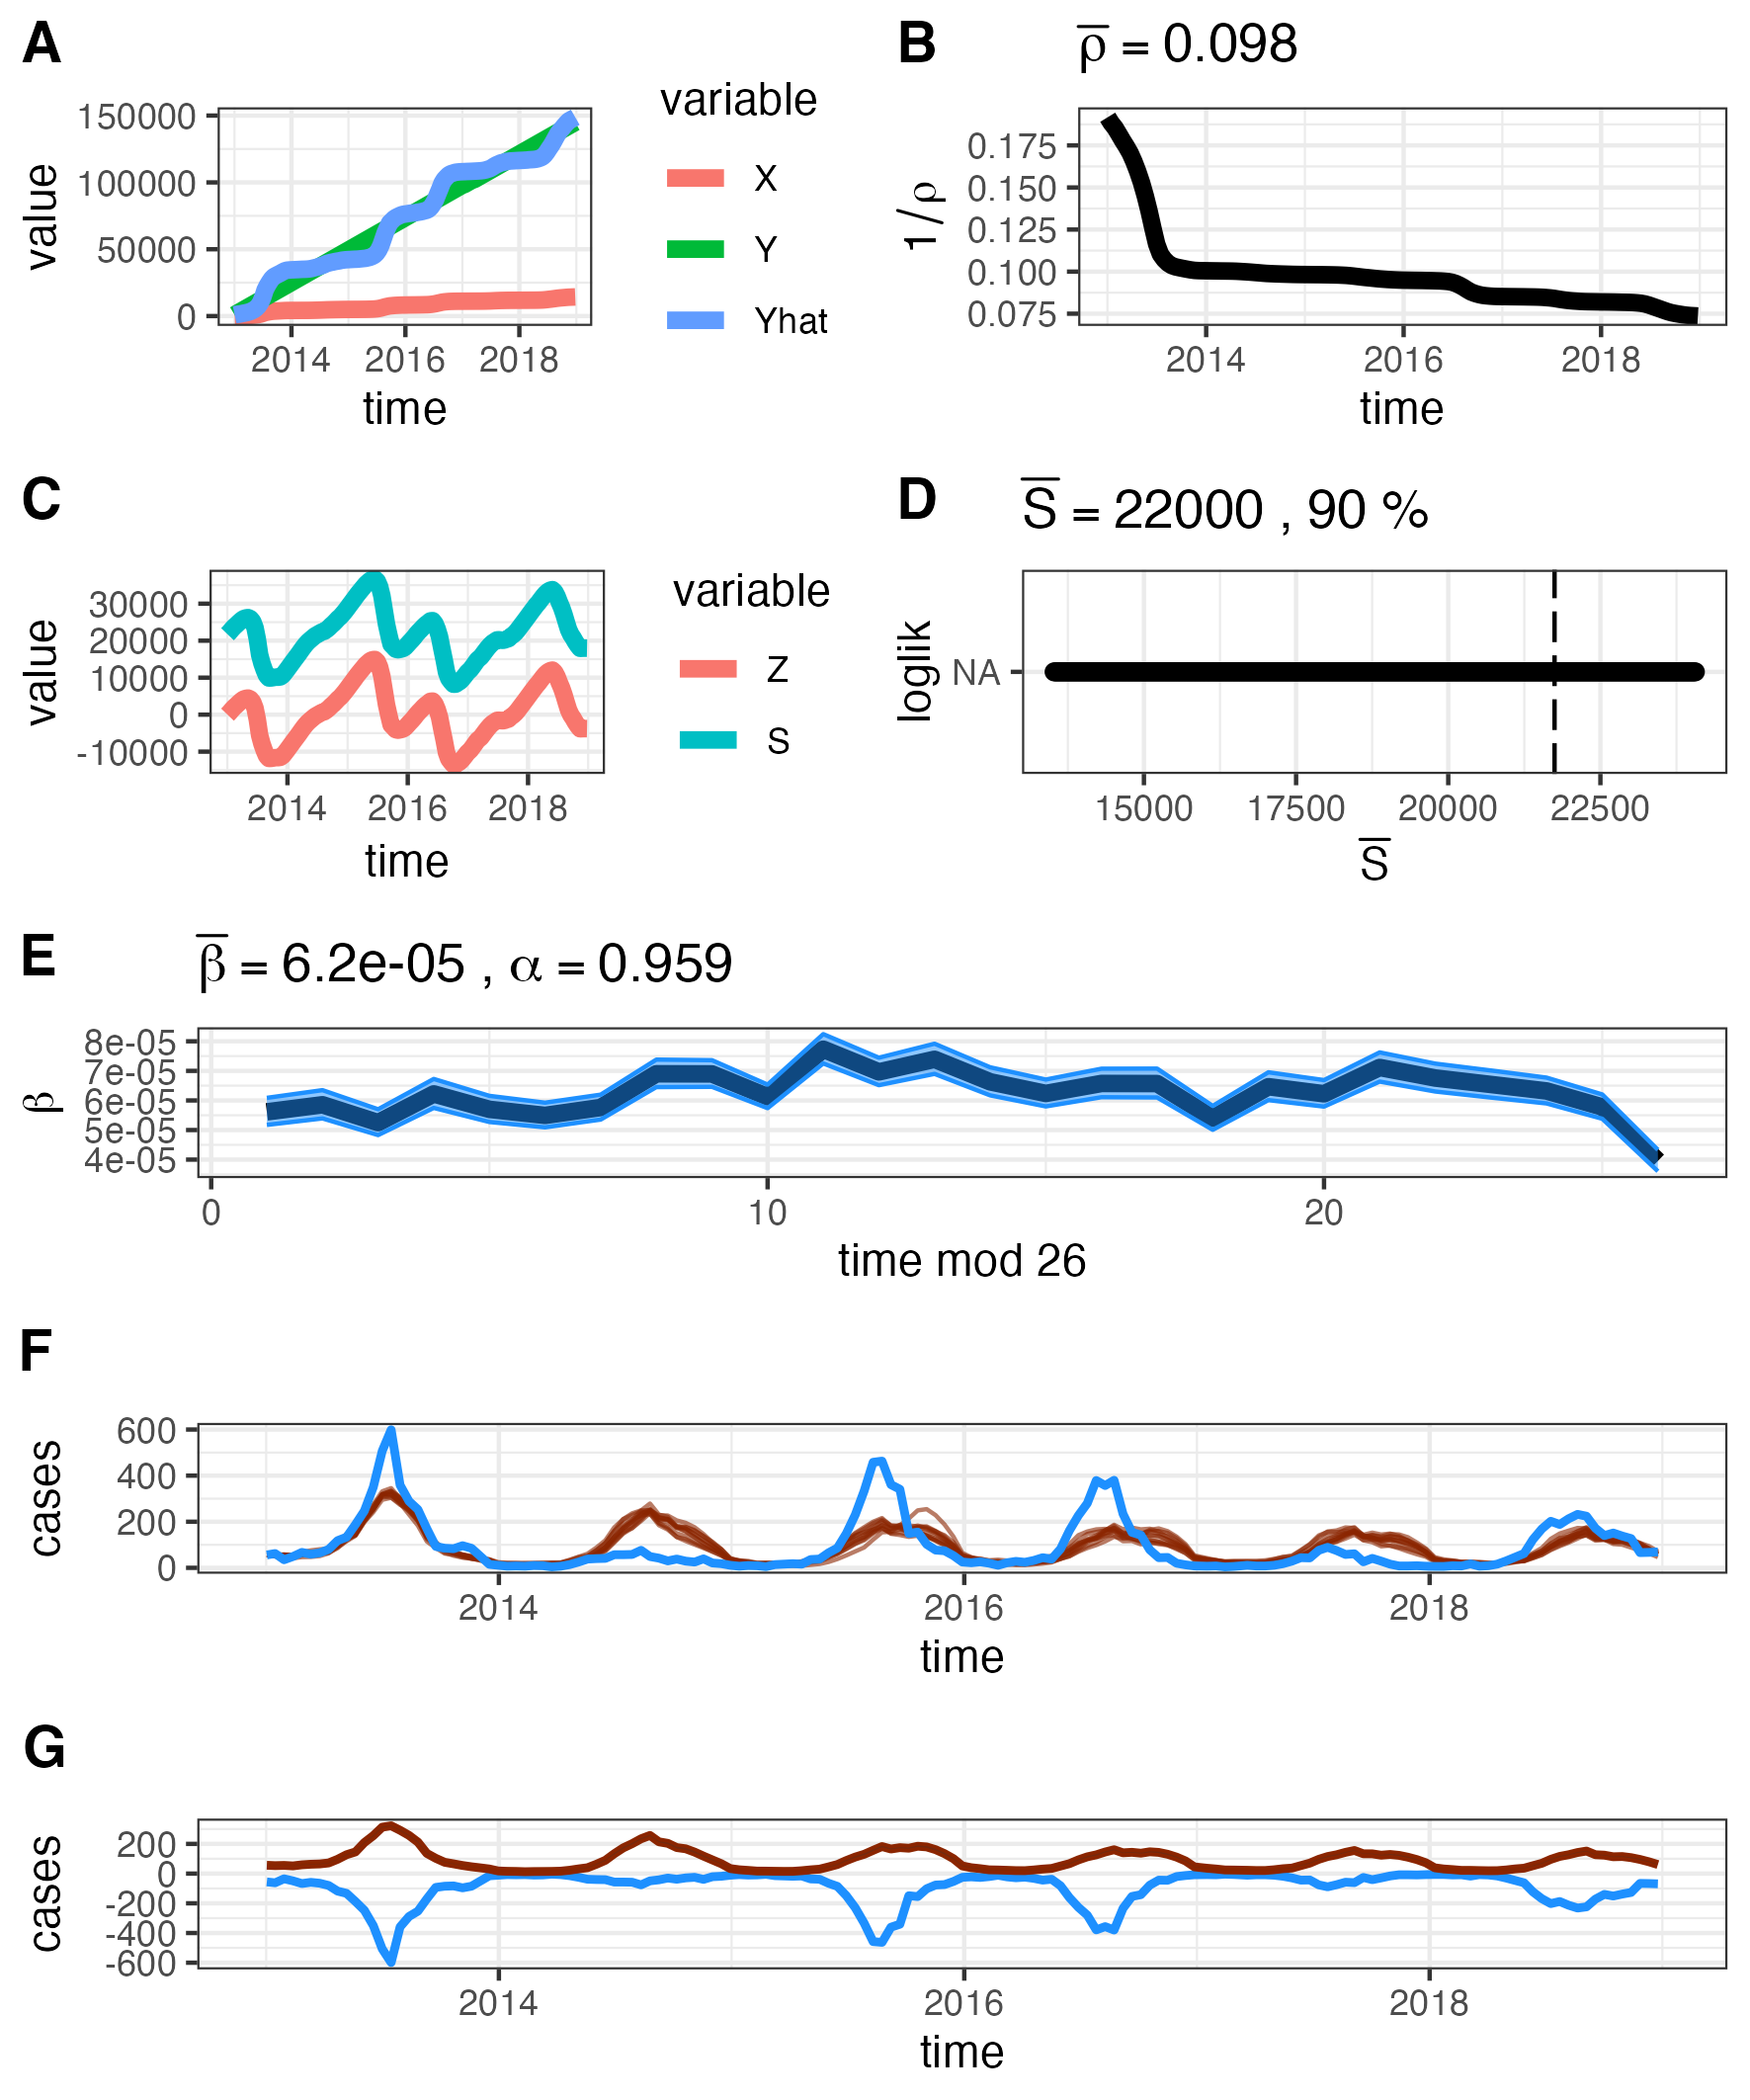 A
150000
100000
50000
0
value
2014 2016 2018
time
variable
X
Y
Yhat
B
ρ̅ = 0.098
0.175
0.150
0.125
0.100
0.075
1/ρ
2014 2016 2018
time
C
30000
20000
10000
0
-10000
value
2014 2016 2018
time
variable
Z
S
D
S̅ = 22000 , 90 %
loglik
NA
15000 17500 20000 22500
S̅
E
β̅ = 6.2e-05 , α = 0.959
8e-05
7e-05
6e-05
5e-05
4e-05
β
0 10 20
time mod 26
F
600
400
200
0
cases
2014 2016 2018
time
G
200
0
-200
-400
-600
cases
2014 2016 2018
time